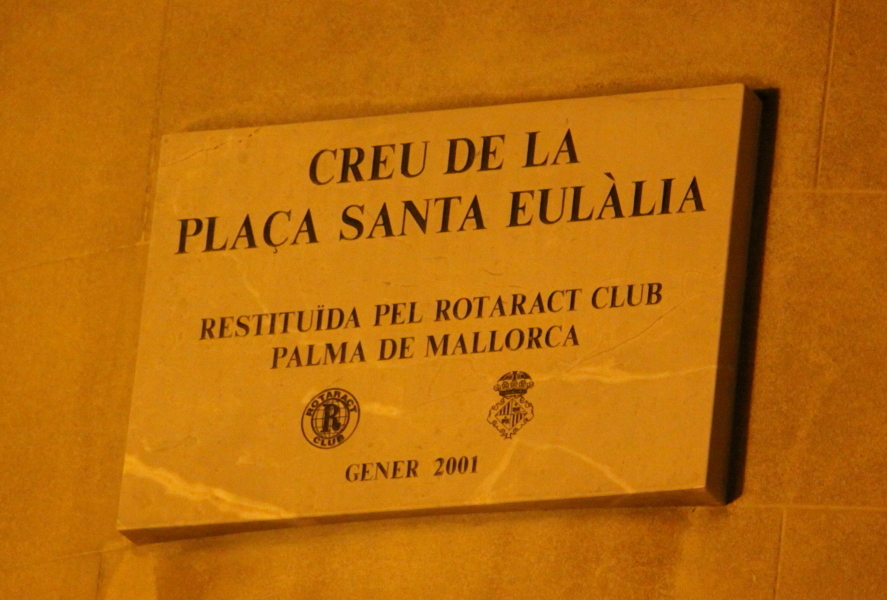 CREU DE LA
PLAÇA SANTA EULÀLIA
RESTITUÏDA PEL ROTARACT CLUB
PALMA DE MALLORCA
ROTARACT
R
CLUB
GENER 2001